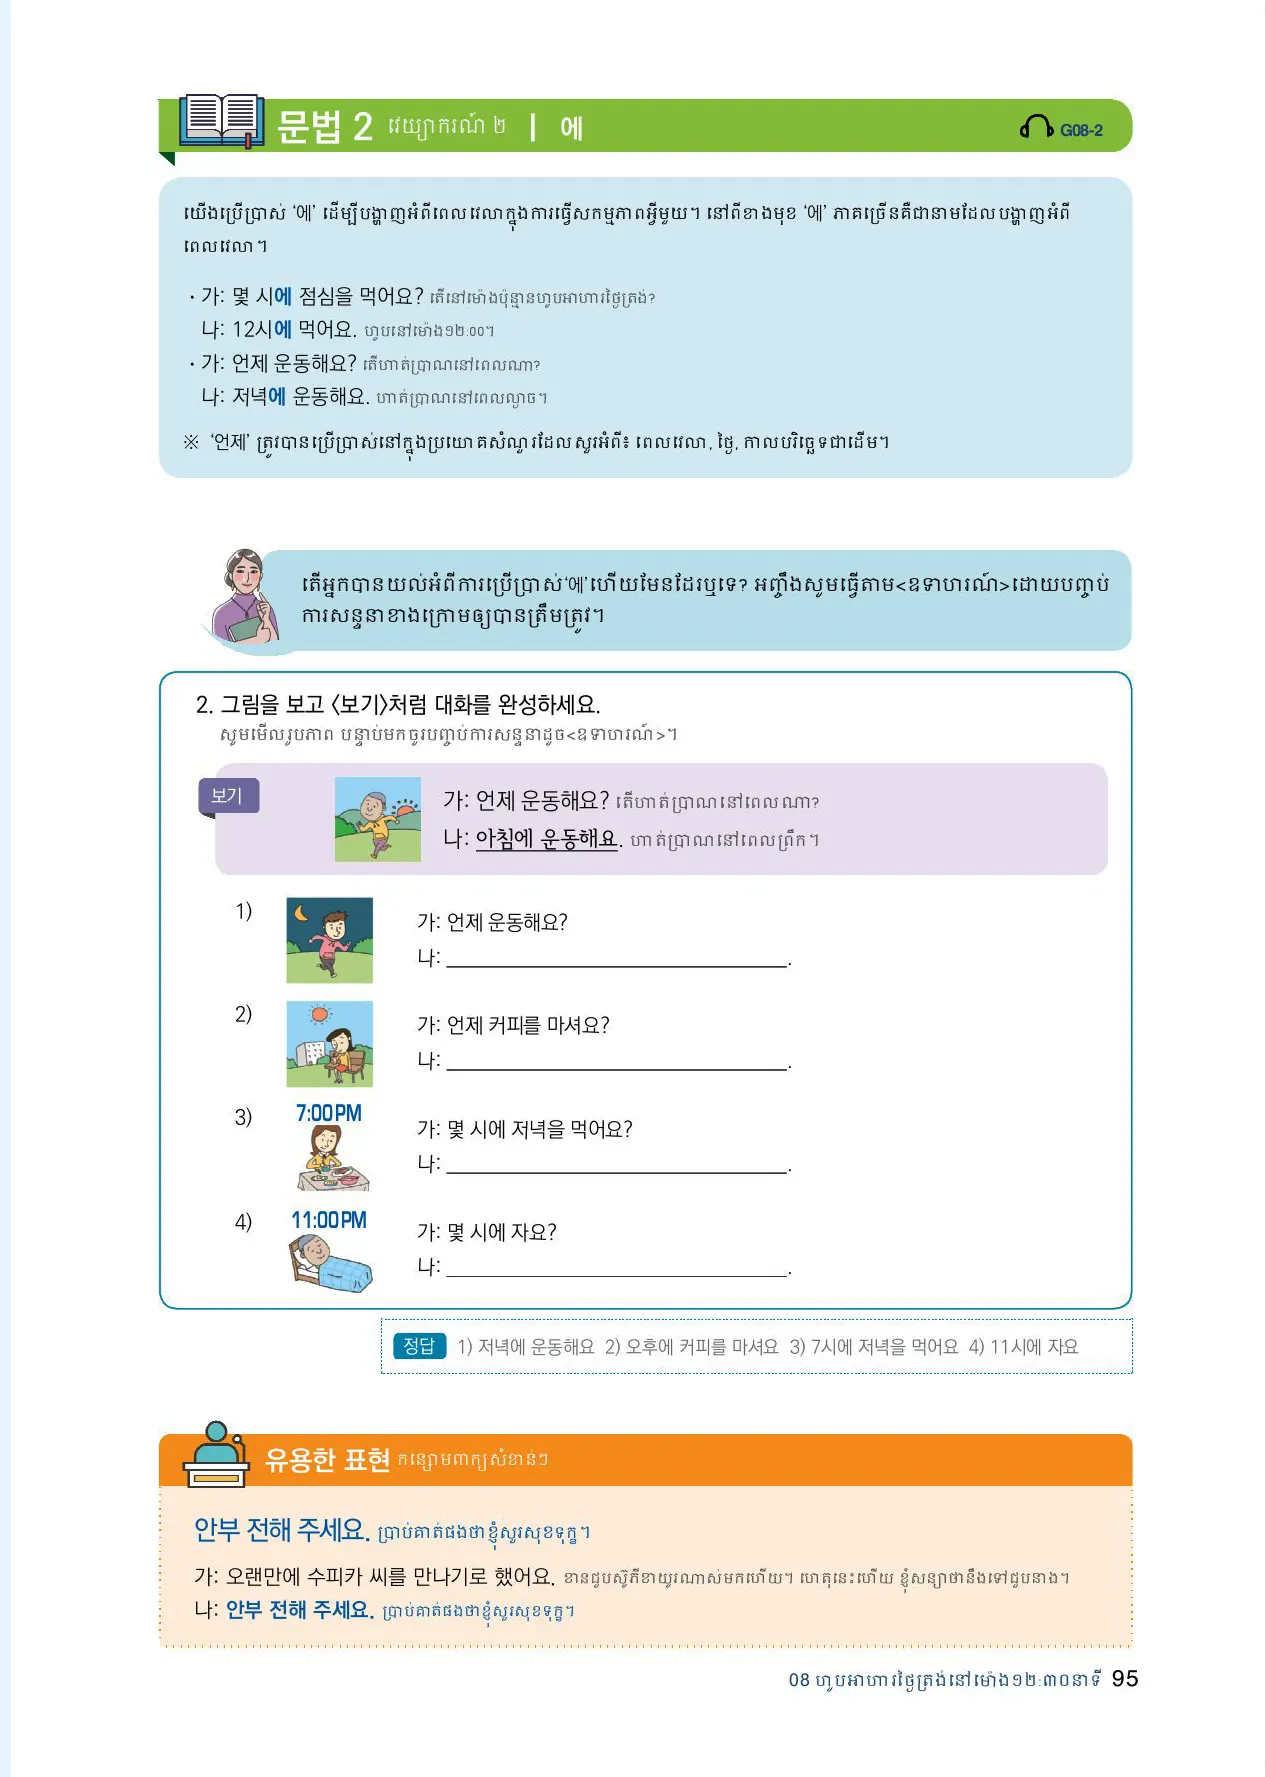 문법 2 វេយ្យាករណ៍ ២ | 에
G08-2
យើងប្រើប្រាស់ ‘에’ ដើម្បីបង្ហាញអំពីពេលវេលាក្នុងការធ្វើសកម្មភាពអ្វីមួយ។ នៅពីខាងមុខ ‘에’ ភាគច្រើនគឺជានាមដែលបង្ហាញអំពី
ពេលវេលា។
· 가: 몇 시에 점심을 먹어요? តើនៅម៉ោងប៉ុន្មានហូបអាហារថ្ងៃត្រង់?
나: 12시에 먹어요. ហូបនៅម៉ោង១២:០០។
· 가: 언제 운동해요? តើហាត់ប្រាណនៅពេលណា?
나: 저녁에 운동해요. ហាត់ប្រាណនៅពេលល្ងាច។
※ ‘언제’ ត្រូវបានប្រើប្រាស់នៅក្នុងប្រយោគសំណួរដែលសួរអំពី៖ ពេលវេលា, ថ្ងៃ, កាលបរិច្ឆេទជាដើម។
តើអ្នកបានយល់អំពីការប្រើប្រាស់‘에’ហើយមែនដែរឬទេ? អញ្ចឹងសូមធ្វើតាម<ឧទាហរណ៍>ដោយបញ្ចប់
ការសន្ទនាខាងក្រោមឲ្យបានត្រឹមត្រូវ។
2. 그림을 보고 〈보기〉처럼 대화를 완성하세요.
សូមមើលរូបភាព បន្ទាប់មកចូរបញ្ចប់ការសន្ទនាដូច<ឧទាហរណ៍>។
보기
가: 언제 운동해요? តើហាត់ប្រាណនៅពេលណា?
나: 아침에 운동해요. ហាត់ប្រាណនៅពេលព្រឹក។
1)
가: 언제 운동해요?
나: ____________________.
2)
가: 언제 커피를 마셔요?
나: ____________________.
3) 7:00 PM
가: 몇 시에 저녁을 먹어요?
나: ____________________.
4) 11:00 PM
가: 몇 시에 자요?
나: ____________________.
정답 1) 저녁에 운동해요 2) 오후에 커피를 마셔요 3) 7시에 저녁을 먹어요 4) 11시에 자요
유용한 표현 កន្សោមពាក្យសំខាន់ៗ
안부 전해 주세요. ប្រាប់គាត់ផងថាខ្ញុំសួរសុខទុក្ខ។
가: 오랜만에 수피카 씨를 만나기로 했어요. ខានជួបស៊ូភីខាយូរណាស់មកហើយ។ ហេតុនេះហើយ ខ្ញុំសន្យាថានឹងទៅជួបនាង។
나: 안부 전해 주세요. ប្រាប់គាត់ផងថាខ្ញុំសួរសុខទុក្ខ។
08 ហូបអាហារថ្ងៃត្រង់នៅម៉ោង១២:៣០នាទី 95